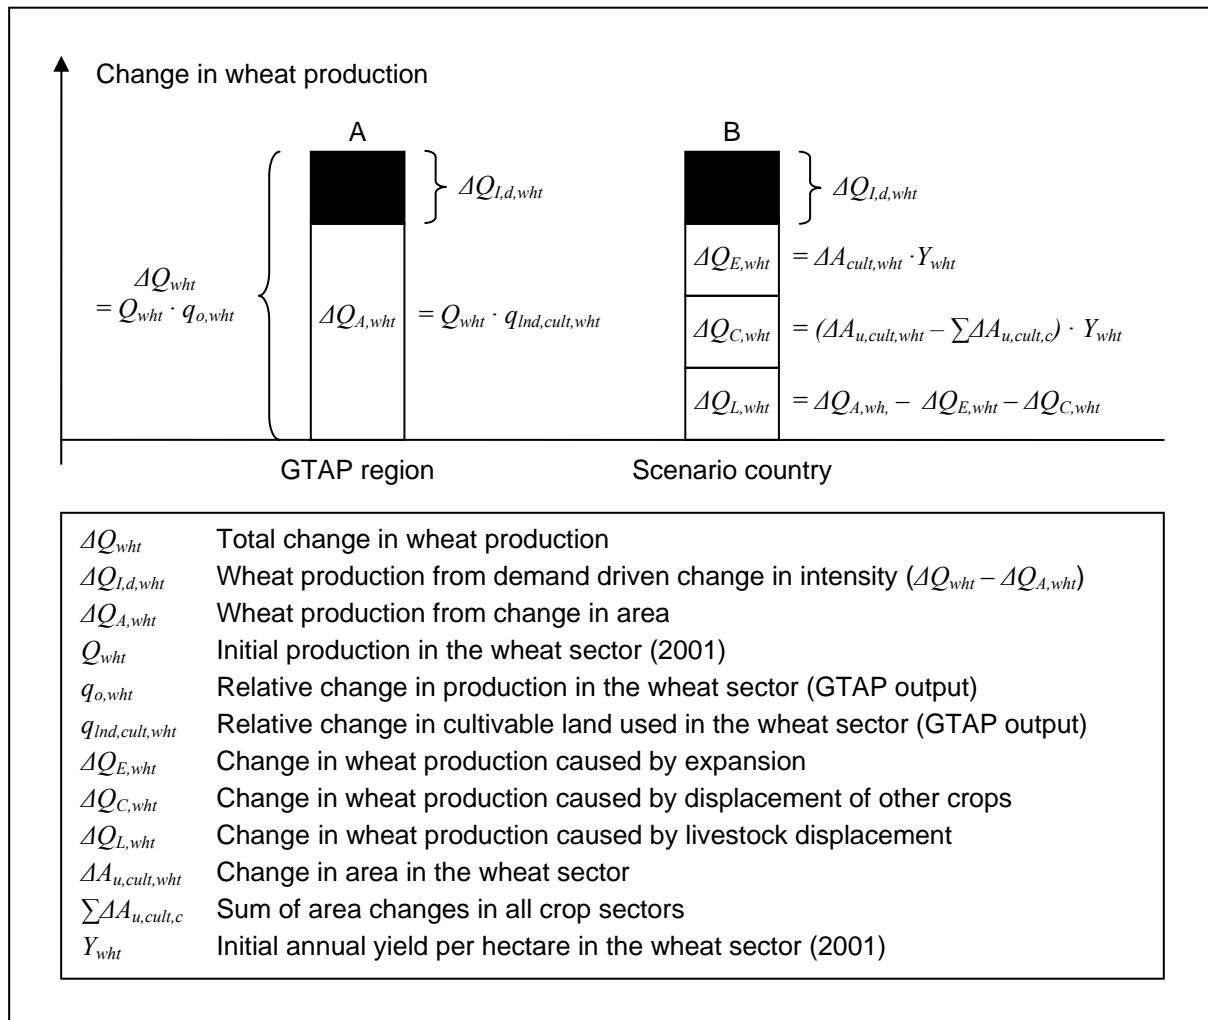 Change in wheat production
A
B
ΔQI,d,wht
ΔQI,d,wht
ΔQwht
= Qwht · qo,wht
ΔQE,wht = ΔAcult,wht · Ywht
ΔQA,wht = Qwht · qlnd,cult,wht
ΔQC,wht = (ΔAu,cult,wht – ∑ΔAu,cult,c) · Ywht
ΔQL,wht = ΔQA,wh, – ΔQE,wht – ΔQC,wht
GTAP region
Scenario country
ΔQwht Total change in wheat production
ΔQI,d,wht Wheat production from demand driven change in intensity (ΔQwht – ΔQA,wht)
ΔQA,wht Wheat production from change in area
Qwht Initial production in the wheat sector (2001)
qo,wht Relative change in production in the wheat sector (GTAP output)
qlnd,cult,wht Relative change in cultivable land used in the wheat sector (GTAP output)
ΔQE,wht Change in wheat production caused by expansion
ΔQC,wht Change in wheat production caused by displacement of other crops
ΔQL,wht Change in wheat production caused by livestock displacement
ΔAu,cult,wht Change in area in the wheat sector
∑ΔAu,cult,c Sum of area changes in all crop sectors
Ywht Initial annual yield per hectare in the wheat sector (2001)